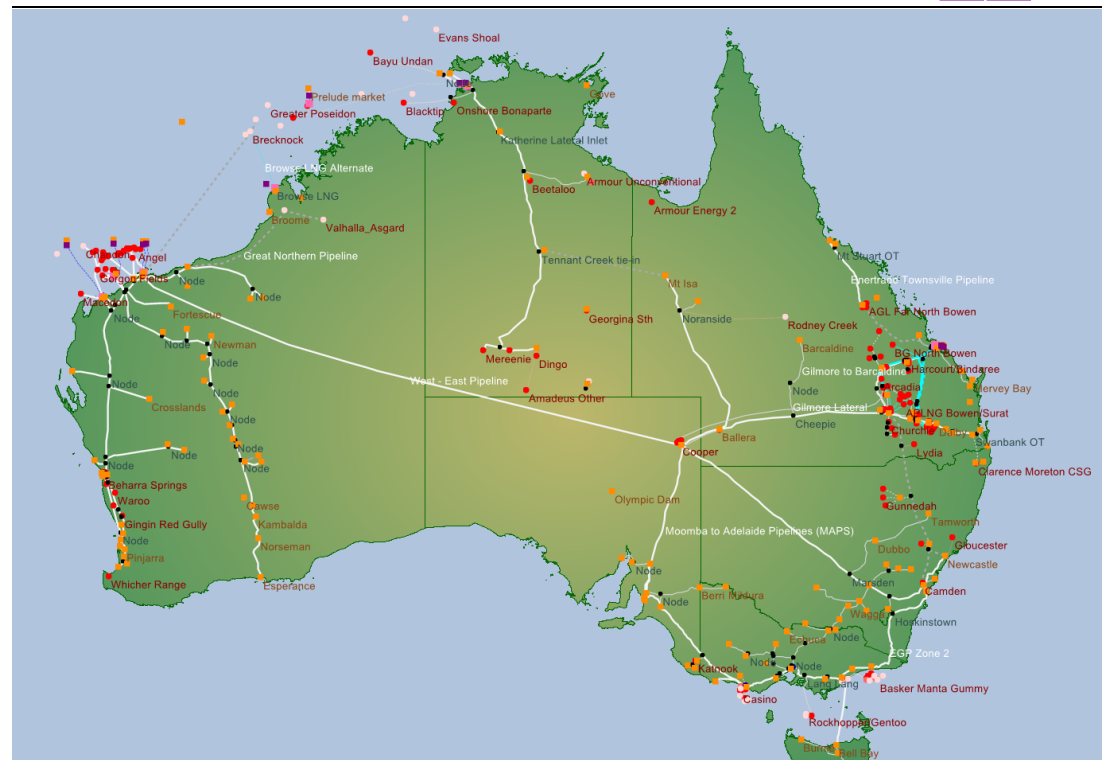 Evans Shoal
Bayu Undan
Node
Prelude market
Gove
Greater Poseidon
Blacktip
Onshore Bonaparte
Brecknock
Katherine Lateral Inlet
Browse LNG Alternate
Beetaloo
Armour Unconventional
Browse LNG
Armour Energy 2
Broome
Valhalla_Asgard
Mt Stuart OT
Angel
Great Northern Pipeline
Tennant Creek tie-in
Gorgon Fields
Node
Mt Isa
Enertrade Townsville Pipeline
Macedon
Node
Fortescue
Node
Georgina Sth
Noranside
Rodney Creek
AGL Far North Bowen
Node
Newman
Barcaldine
BG North Bowen
Node
Mereenie
Dingo
Gilmore to Barcaldine
Harcourt/Lindaree
Node
West - East Pipeline
Node
Arcadia
Hervey Bay
Crosslands
Amadeus Other
Gilmore Lateral
APLNG Bowen/Surat
Node
Cheepie
Node
Ballera
Churchie
Dalby
Swanbank OT
Node
Node
Node
Cooper
Lydia
Clarence Moreton CSG
Beharra Springs
Waroo
Cawse
Olympic Dam
Gunnedah
Gingin Red Gully
Kambalda
Tamworth
Node
Moomba to Adelaide Pipelines (MAPS)
Norseman
Dubbo
Gloucester
Pinjarra
Newcastle
Whicher Range
Esperance
Node
Marsden
Camden
Node
Berri Mildura
Wagga
Hoskinstown
Echuca
Node
EGP Zone 2
Katnook
Node
Node
Lang Lang
Basker Manta Gummy
Casino
Rockhopper/Gentoo
Burnie
Bell Bay